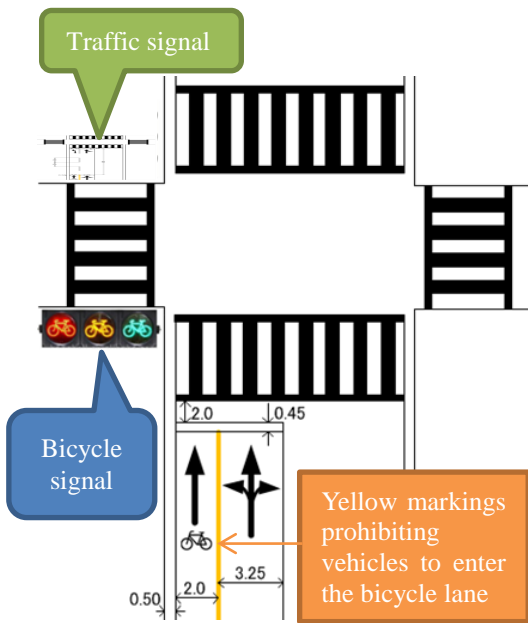 Traffic signal
Bicycle
signal
2.0
0.45
Yellow markings
prohibiting
vehicles to enter
the bicycle lane
3.25
2.0
0.50